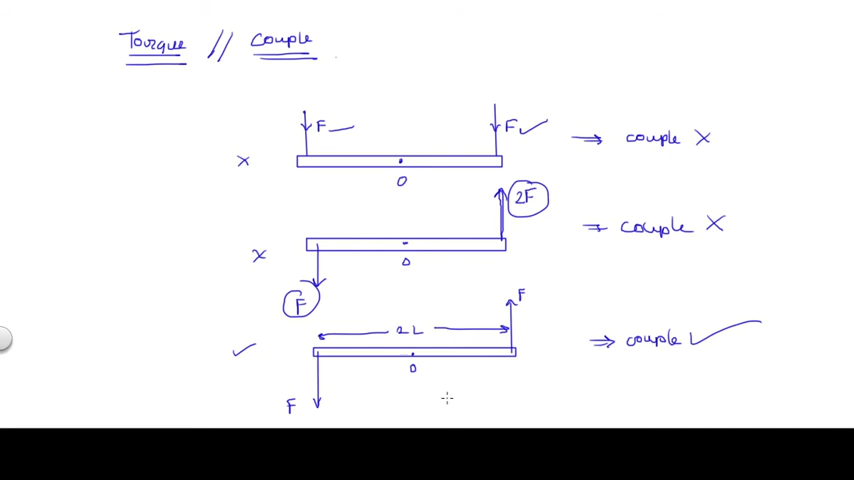 Torque // Couple
F F ⇒ couple X
X
O
2F
⇒ couple X
X
O
F
F
2L
⇒ couple
O
F